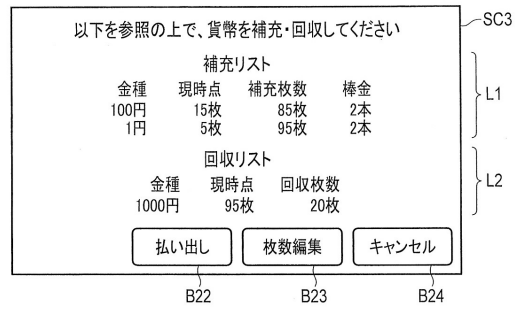 以下を参照の上で、貨幣を補充・回収してください
SC3
補充リスト
金種 現時点 補充枚数 棒金
100円 15枚 85枚 2本
L1
1円 5枚 95枚 2本
回収リスト
金種 現時点 回収枚数
L2
1000円 95枚 20枚
払い出し 枚数編集 キャンセル
B22 B23 B24